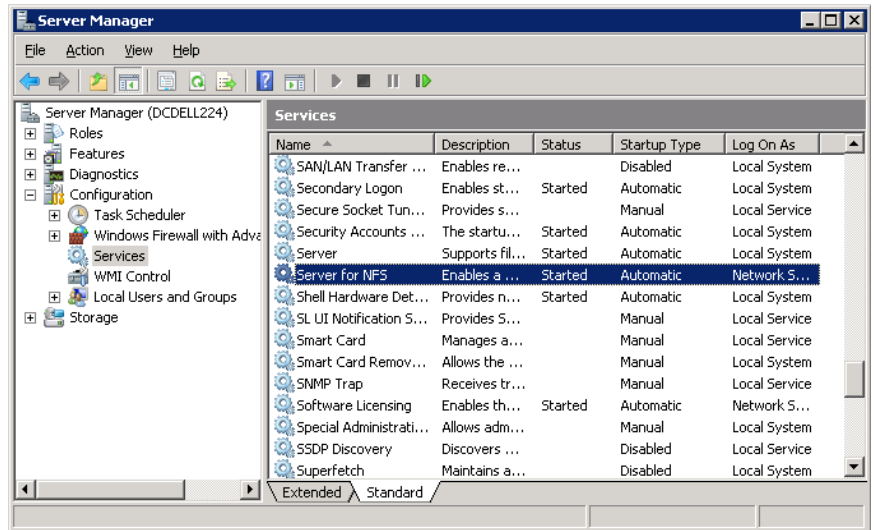 Server Manager
File Action View Help
Server Manager (DCDELL224)
Roles
Features
Diagnostics
Configuration
Task Scheduler
Windows Firewall with Adva
Services
WMI Control
Local Users and Groups
Storage
Services
Name Description Status Startup Type Log On As
SAN/LAN Transfer ... Enables re... Disabled Local System
Secondary Logon Enables st... Started Automatic Local System
Secure Socket Tun... Provides s... Manual Local Service
Security Accounts ... The startu... Started Automatic Local System
Server Supports fil... Started Automatic Local System
Server for NFS Enables a ... Started Automatic Network S...
Shell Hardware Det... Provides n... Started Automatic Local System
SL UI Notification S... Provides S... Manual Local Service
Smart Card Manages a... Manual Local Service
Smart Card Remov... Allows the ... Manual Local System
SNMP Trap Receives tr... Manual Local Service
Software Licensing Enables th... Started Automatic Network S...
Special Administrati... Allows adm... Manual Local System
SSDP Discovery Discovers ... Disabled Local Service
Superfetch Maintains a... Disabled Local System
Extended Standard